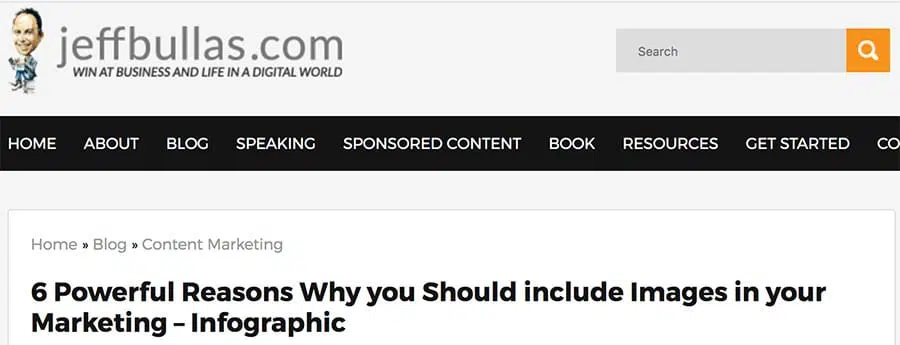 jeffbullas.com
WIN AT BUSINESS AND LIFE IN A DIGITAL WORLD
Search
HOME ABOUT BLOG SPEAKING SPONSORED CONTENT BOOK RESOURCES GET STARTED CO
Home » Blog » Content Marketing
6 Powerful Reasons Why you Should include Images in your
Marketing – Infographic